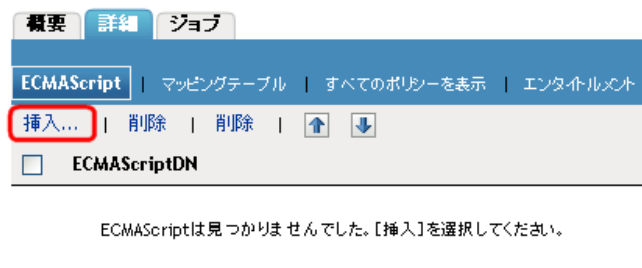 概要 詳細 ジョブ
ECMAScript | マッピングテーブル | すべてのポリシーを表示 | エンタイトルメント
挿入... | 削除 | 削除 |
ECMAScriptDN
ECMAScriptは見つかりませんでした。[挿入]を選択してください。